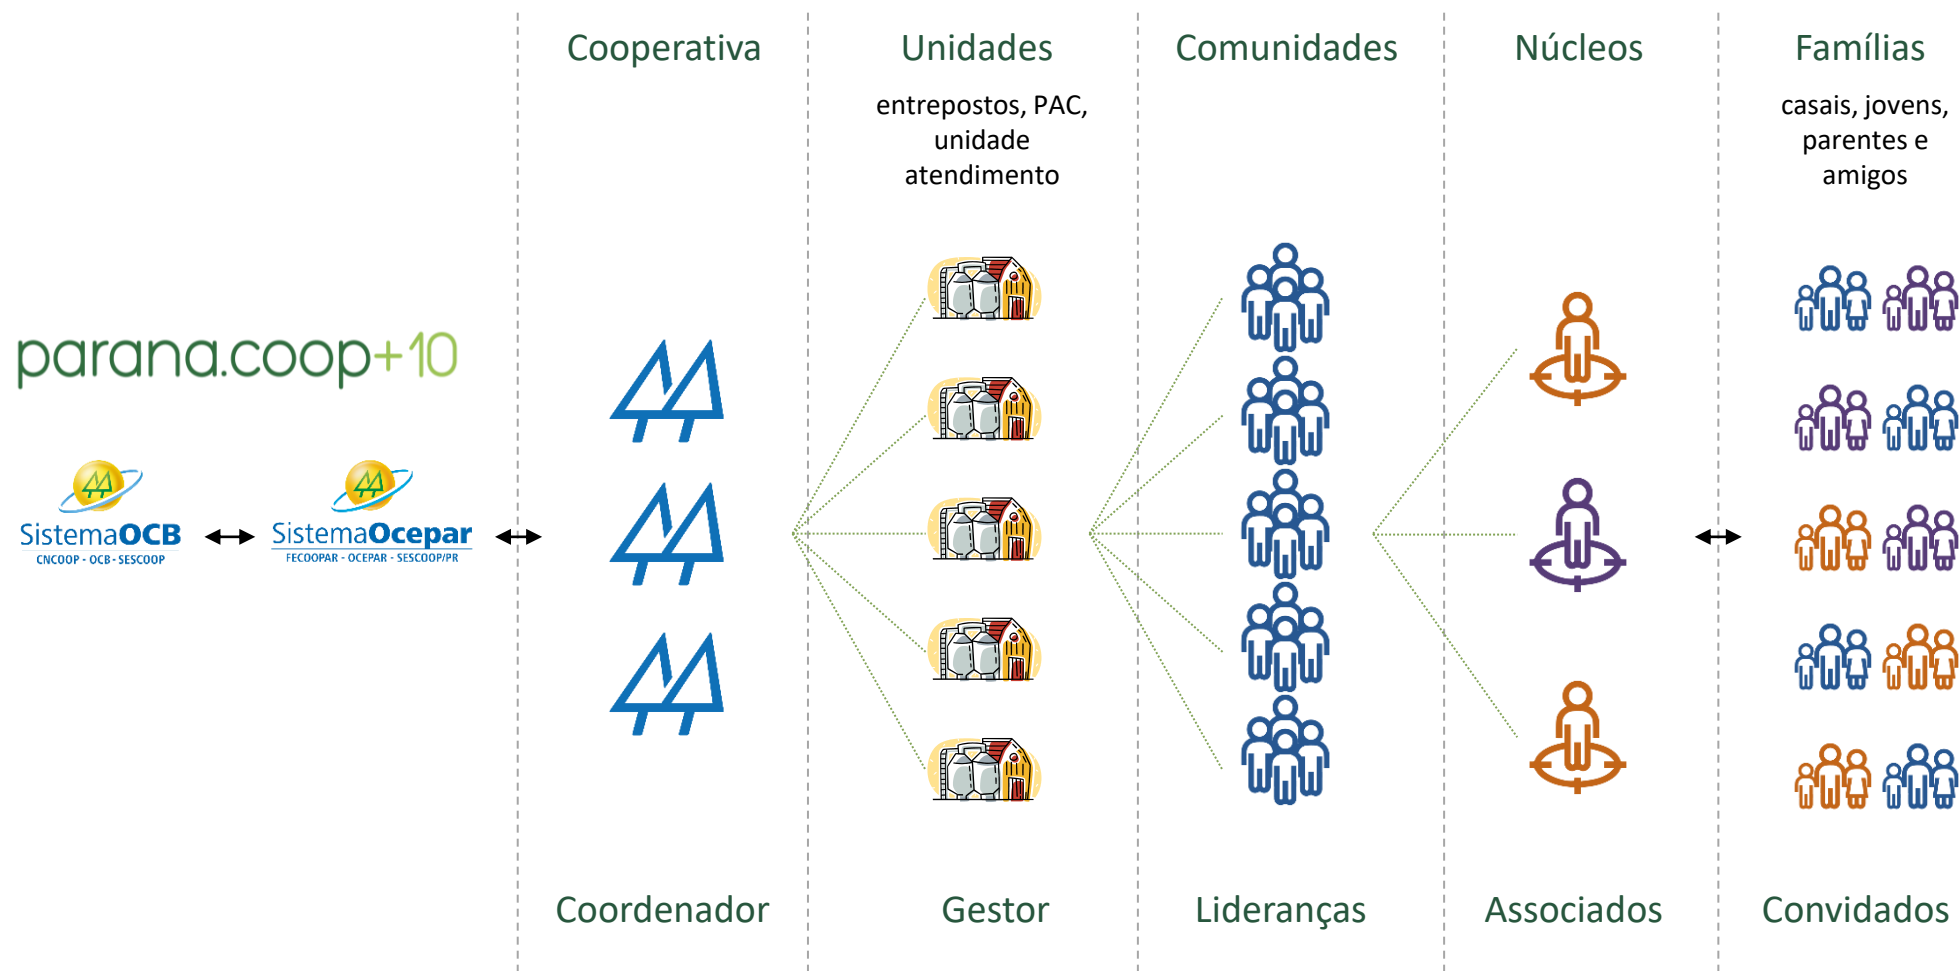 Cooperativa
Unidades
Comunidades
Núcleos
Famílias
entrepostos, PAC,
unidade
atendimento
casais, jovens,
parentes e
amigos
parana.coop+10
SistemaOCB
CNCOOP - OCB - SESCOOP
SistemaOcepar
FECOOPAR - OCEPAR - SESCOOP/PR
Coordenador
Gestor
Lideranças
Associados
Convidados